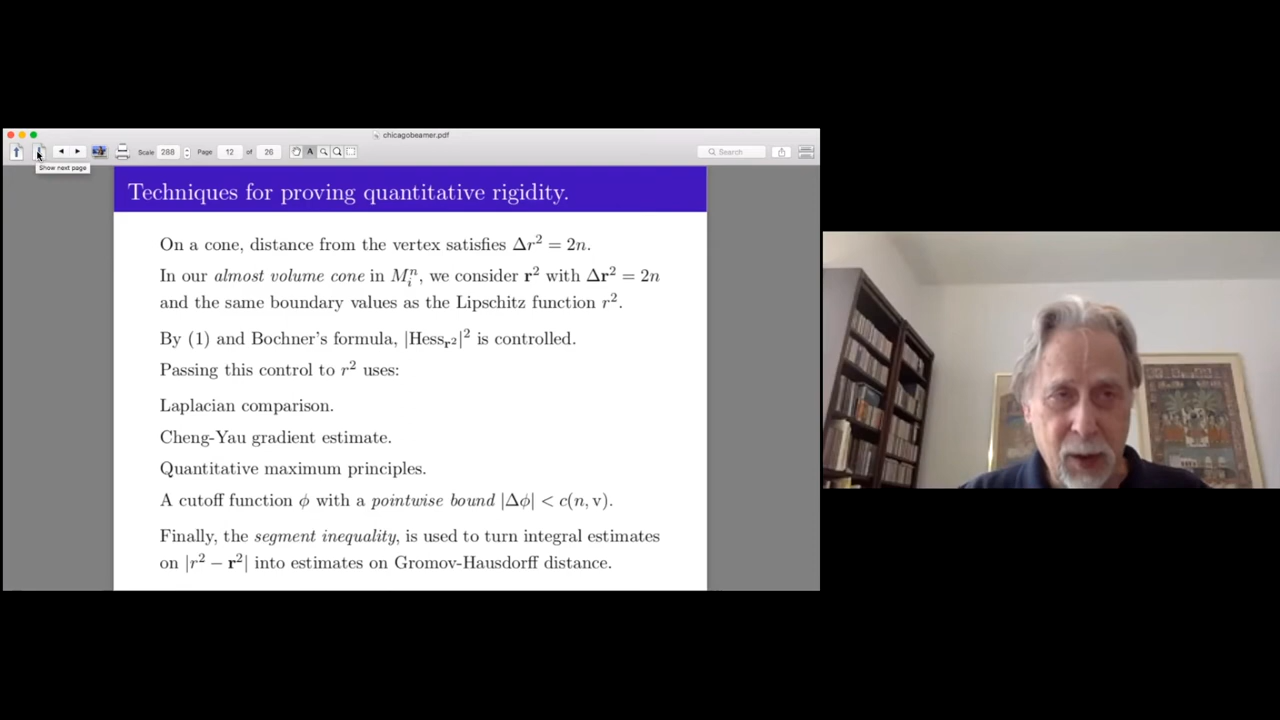 chicagobeamer.pdf
Scale 288 Page 12 of 26 A Search
Show next page
Techniques for proving quantitative rigidity.
On a cone, distance from the vertex satisfies Δr² = 2n.
In our almost volume cone in Mᵢⁿ, we consider 𝐫² with Δ𝐫² = 2n
and the same boundary values as the Lipschitz function r².
By (1) and Bochner's formula, |Hess_𝐫²|² is controlled.
Passing this control to r² uses:
Laplacian comparison.
Cheng-Yau gradient estimate.
Quantitative maximum principles.
A cutoff function ϕ with a pointwise bound |Δϕ| < c(n, v).
Finally, the segment inequality, is used to turn integral estimates
on |r² − 𝐫²| into estimates on Gromov-Hausdorff distance.